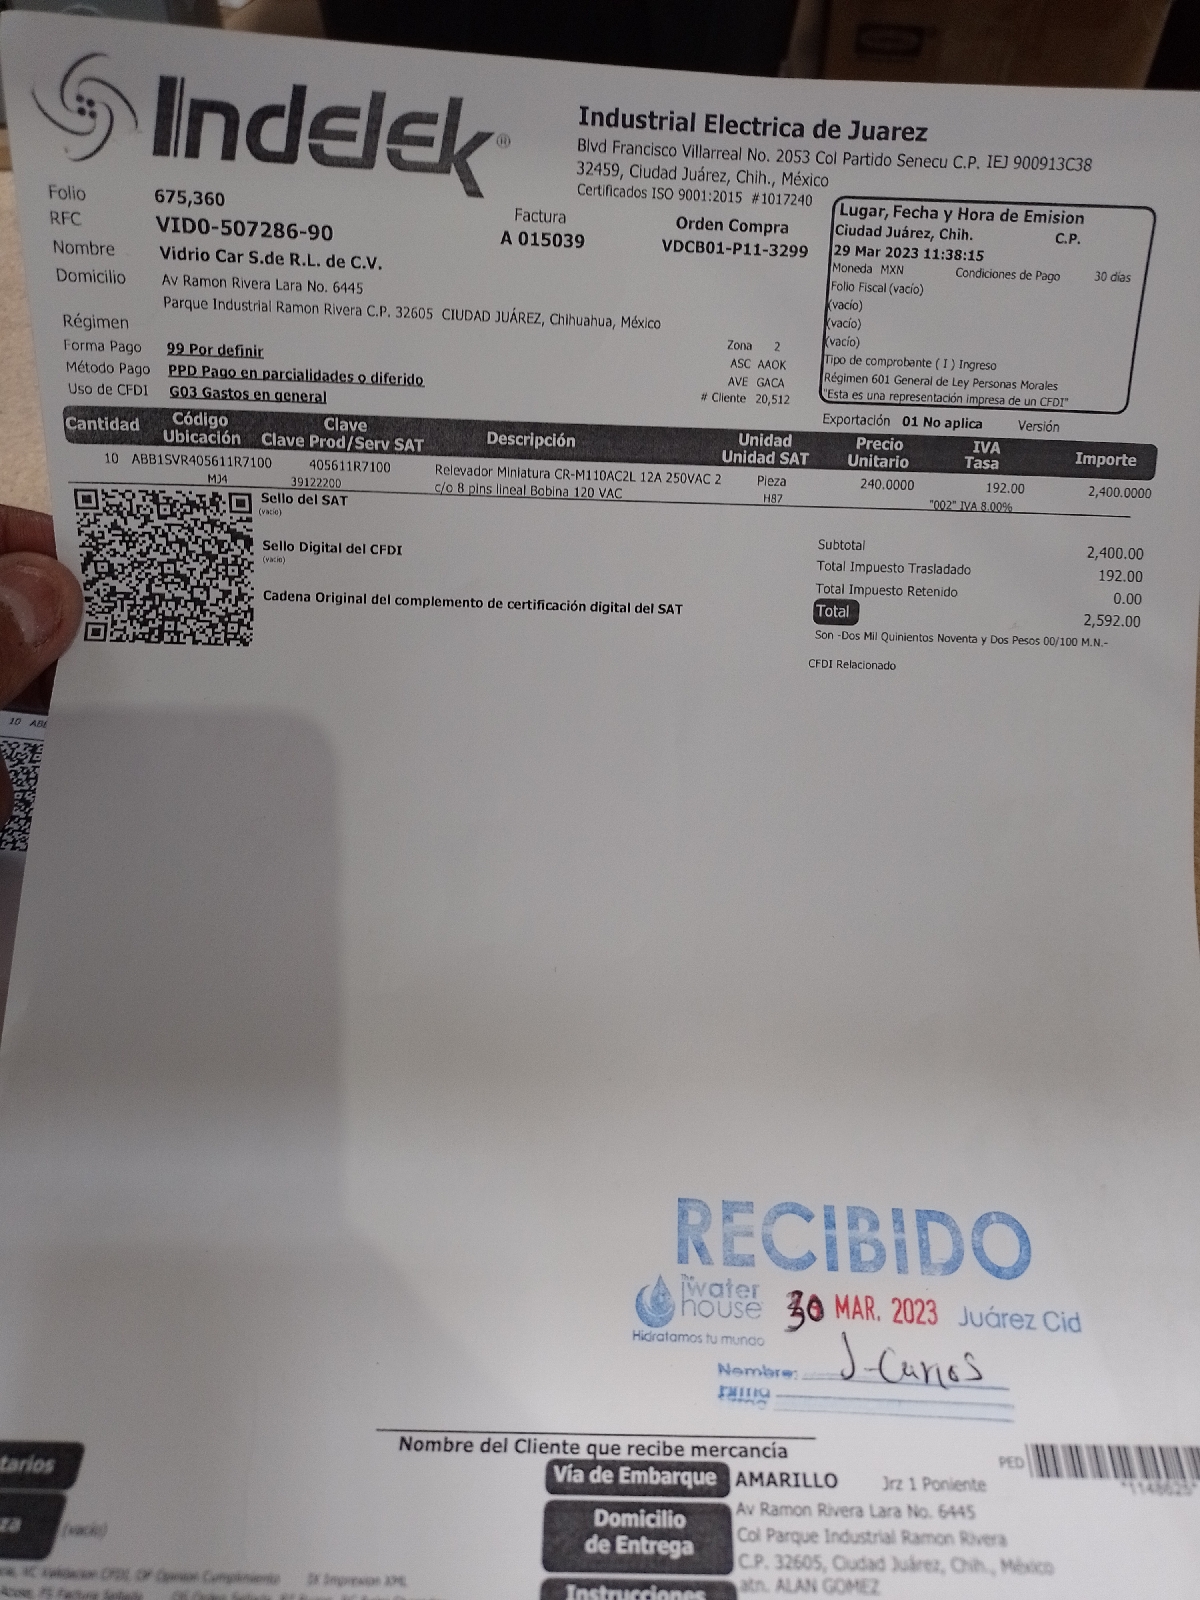 Indelek®
Industrial Electrica de Juarez
Blvd Francisco Villarreal No. 2053 Col Partido Senecu C.P. IEJ 900913C38
32459, Ciudad Juárez, Chih., México
Certificados ISO 9001:2015 #1017240
Folio 675,360
RFC VID0-507286-90
Nombre Vidrio Car S.de R.L. de C.V.
Domicilio Av Ramon Rivera Lara No. 6445
Parque Industrial Ramon Rivera C.P. 32605 CIUDAD JUÁREZ, Chihuahua, México
Régimen
Forma Pago 99 Por definir
Método Pago PPD Pago en parcialidades o diferido
Uso de CFDI G03 Gastos en general
Factura
A 015039
Orden Compra
VDCB01-P11-3299
Zona 2
ASC AAOK
AVE GACA
# Cliente 20,512
Lugar, Fecha y Hora de Emision
Ciudad Juárez, Chih. C.P.
29 Mar 2023 11:38:15
Moneda MXN Condiciones de Pago 30 días
Folio Fiscal (vacío)
(vacío)
(vacío)
(vacío)
Tipo de comprobante ( I ) Ingreso
Régimen 601 General de Ley Personas Morales
"Esta es una representación impresa de un CFDI"
Exportación 01 No aplica Versión
Cantidad Código Clave Descripción Unidad Precio IVA Importe
Ubicación Clave Prod/Serv SAT Unidad SAT Unitario Tasa
10 ABB1SVR405611R7100 405611R7100 Relevador Miniatura CR-M110AC2L 12A 250VAC 2 Pieza 240.0000 192.00 2,400.0000
MJ4 39122200 c/o 8 pins lineal Bobina 120 VAC H87 "002" IVA 8.00%
Sello del SAT
(vacío)
Sello Digital del CFDI
(vacío)
Cadena Original del complemento de certificación digital del SAT
Subtotal 2,400.00
Total Impuesto Trasladado 192.00
Total Impuesto Retenido 0.00
Total 2,592.00
Son -Dos Mil Quinientos Noventa y Dos Pesos 00/100 M.N.-
CFDI Relacionado
10 ABB
RECIBIDO
The water house
Hidratamos tu mundo
30 MAR. 2023 Juárez Cid
Nombre: J-Carlos
Nombre del Cliente que recibe mercancía
tarios
za (vacío)
Vía de Embarque AMARILLO Jrz 1 Poniente
PED
*1148625*
Domicilio de Entrega
Av Ramon Rivera Lara No. 6445
Col Parque Industrial Ramon Rivera
C.P. 32605, Ciudad Juárez, Chih., México
atn. ALAN GOMEZ
Instrucciones